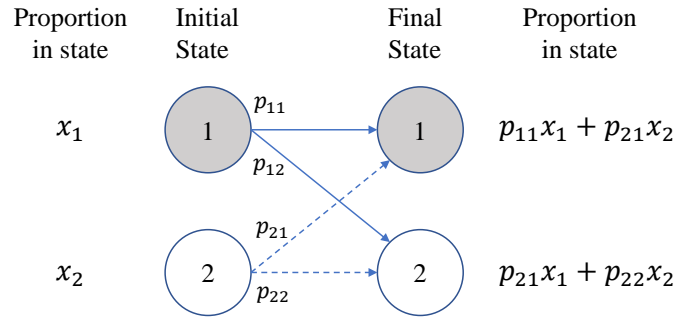 Proportion in state
Initial State
Final State
Proportion in state
x₁
1
p₁₁
p₁₂
1
p₁₁x₁ + p₂₁x₂
x₂
2
p₂₁
p₂₂
2
p₂₁x₁ + p₂₂x₂